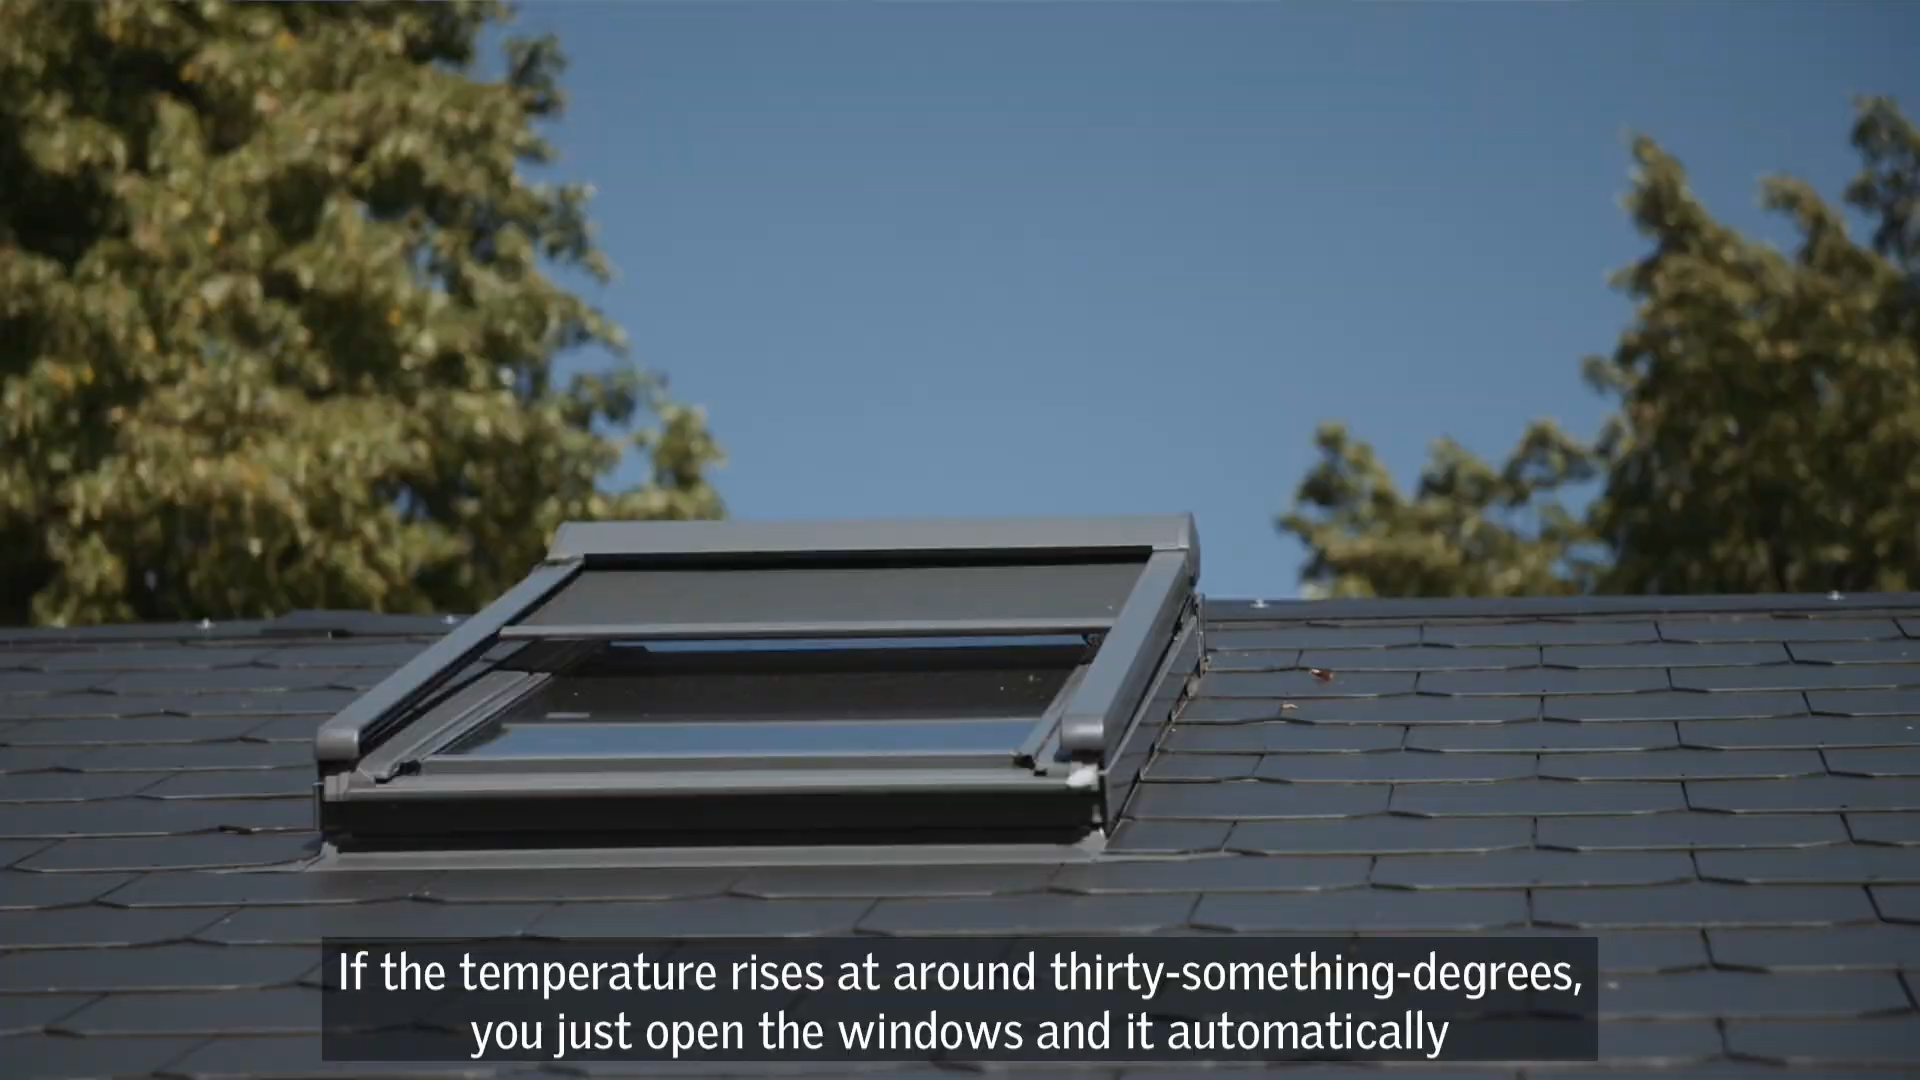 If the temperature rises at around thirty-something-degrees,
you just open the windows and it automatically